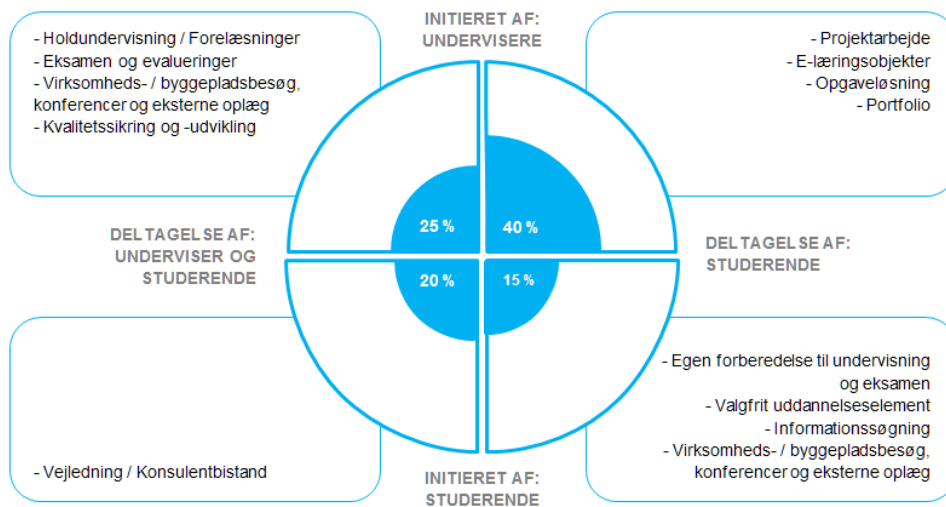 INITIERET AF:
UNDERVISERE
- Holdundervisning / Forelæsninger
- Eksamen og evalueringer
- Virksomheds- / byggepladsbesøg,
konferencer og eksterne oplæg
- Kvalitetssikring og -udvikling
- Projektarbejde
- E-læringsobjekter
- Opgaveløsning
- Portfolio
25 %
40 %
DELTAGELSE AF:
UNDERVISER OG
STUDERENDE
DELTAGELSE AF:
STUDERENDE
20 %
15 %
- Vejledning / Konsulentbistand
- Egen forberedelse til undervisning
og eksamen
- Valgfrit uddannelseselement
- Informationssøgning
- Virksomheds- / byggepladsbesøg,
konferencer og eksterne oplæg
INITIERET AF:
STUDERENDE